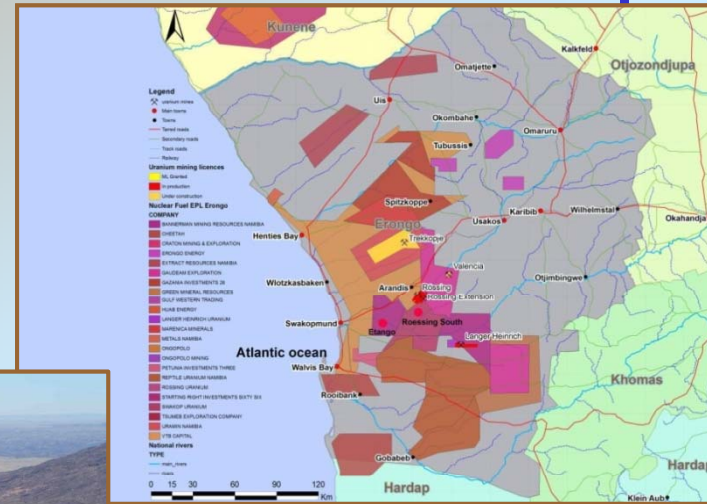 Kunene
Kalkfeld
Otjozondjupa
Omatjette
Uis
Okombahe
Omaruru
Tubussis
Legend
uranium mines
Main towns
Towns
Tarred roads
Secondary roads
Track roads
Railway
Uranium mining licences
ML Granted
In-production
Under construction
Nuclear Fuel EPL Erongo
COMPANY
BANNERMAN MINING RESOURCES NAMIBIA
CHEETAH
CRATON MINING & EXPLORATION
ERONGO ENERGY
EXTRACT RESOURCES NAMIBIA
GAUDEAM EXPLORATION
GAZANIA INVESTMENTS 28
GREEN MINERAL RESOURCES
GULF WESTERN TRADING
HUAB ENERGY
LANGER HEINRICH URANIUM
MARENICA MINERALS
METALS NAMIBIA
ONGOPOLO
ONGOPOLO MINING
PETUNIA INVESTMENTS THREE
REPTILE URANIUM NAMIBIA
ROSSING URANIUM
STARTING RIGHT INVESTMENTS SIXTY SIX
SWAKOP URANIUM
TSUMEB EXPLORATION COMPANY
URAMIN NAMIBIA
VTB CAPITAL
National rivers
TYPE
main_rivers
rivers
0 15 30 60 90 120
Km
Spitzkoppe
Erongo
Karibib
Wilhelmstal
Usakos
Okahandja
Henties Bay
Trekkopje
Valencia
Wlotzkasbaken
Arandis
Rossing
Rossing Extension
Otjimbingwe
Swakopmund
Etango
Roessing South
Atlantic ocean
Langer Heinrich
Walvis Bay
Khomas
Rooibank
Gobabeb
Hardap
Hardap
Klein Aub